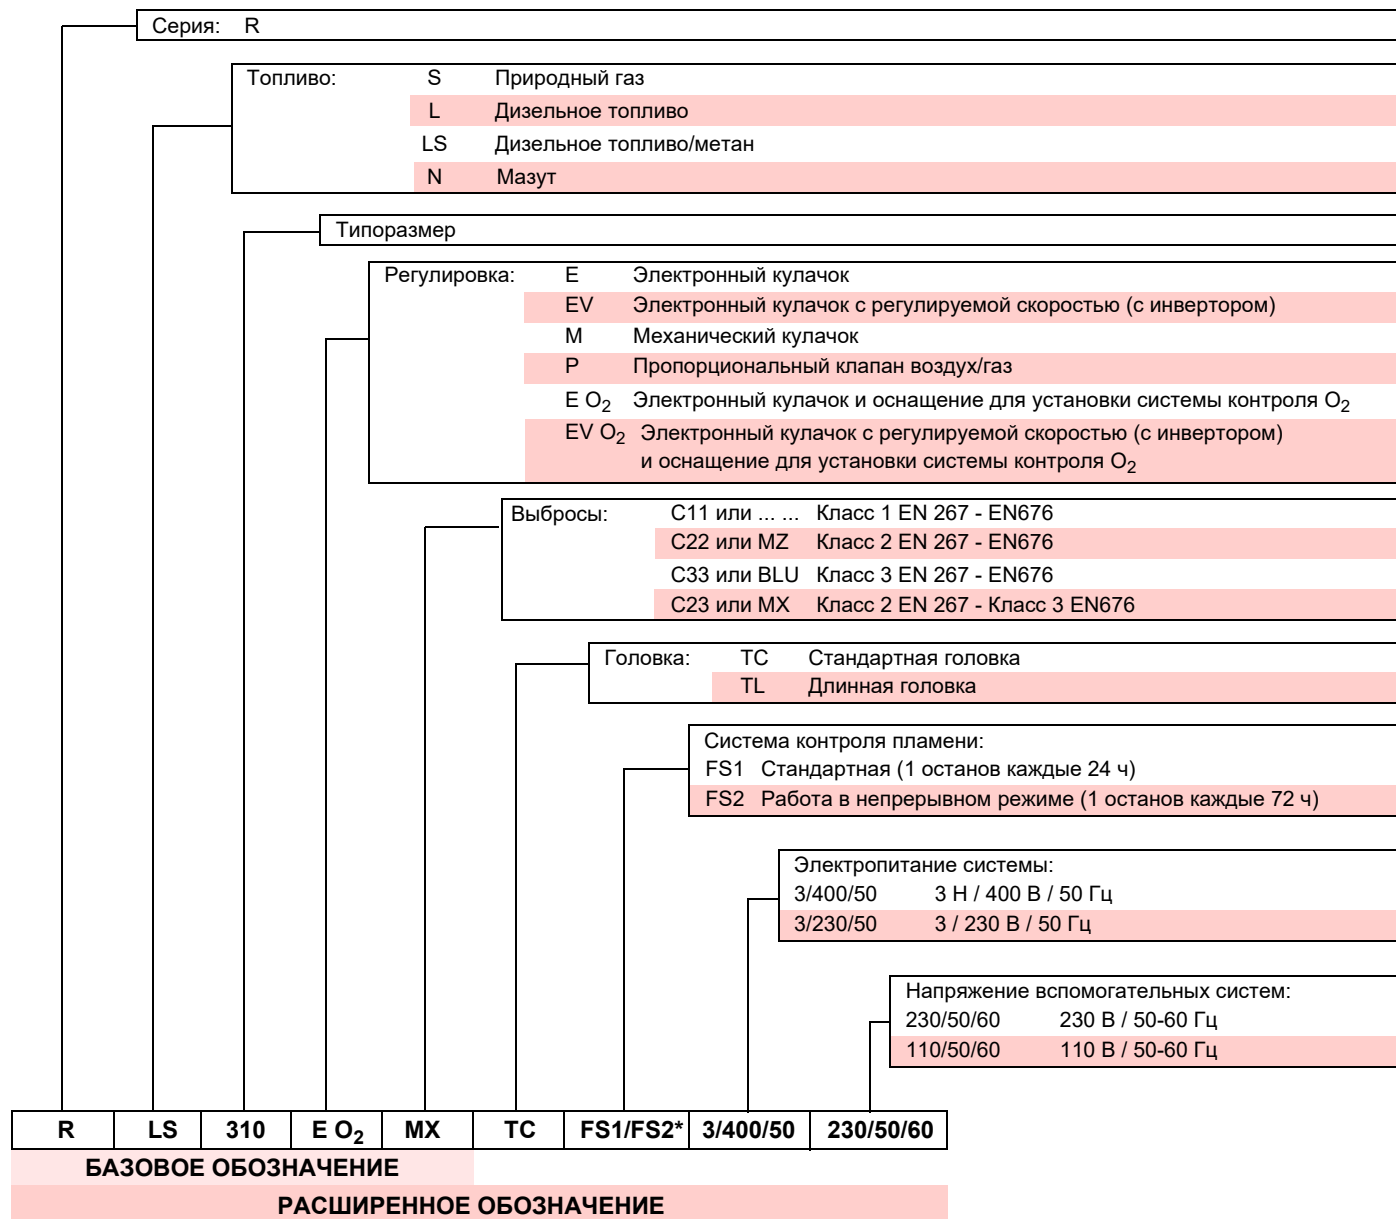 Серия: R
Топливо: S Природный газ
L Дизельное топливо
LS Дизельное топливо/метан
N Мазут
Типоразмер
Регулировка: E Электронный кулачок
EV Электронный кулачок с регулируемой скоростью (с инвертором)
M Механический кулачок
P Пропорциональный клапан воздух/газ
E O2 Электронный кулачок и оснащение для установки системы контроля O2
EV O2 Электронный кулачок с регулируемой скоростью (с инвертором)
и оснащение для установки системы контроля O2
Выбросы: C11 или ... ... Класс 1 EN 267 - EN676
C22 или MZ Класс 2 EN 267 - EN676
C33 или BLU Класс 3 EN 267 - EN676
C23 или MX Класс 2 EN 267 - Класс 3 EN676
Головка: TC Стандартная головка
TL Длинная головка
Система контроля пламени:
FS1 Стандартная (1 останов каждые 24 ч)
FS2 Работа в непрерывном режиме (1 останов каждые 72 ч)
Электропитание системы:
3/400/50 3 Н / 400 В / 50 Гц
3/230/50 3 / 230 В / 50 Гц
Напряжение вспомогательных систем:
230/50/60 230 В / 50-60 Гц
110/50/60 110 В / 50-60 Гц
R LS 310 E O2 MX TC FS1/FS2* 3/400/50 230/50/60
БАЗОВОЕ ОБОЗНАЧЕНИЕ
РАСШИРЕННОЕ ОБОЗНАЧЕНИЕ